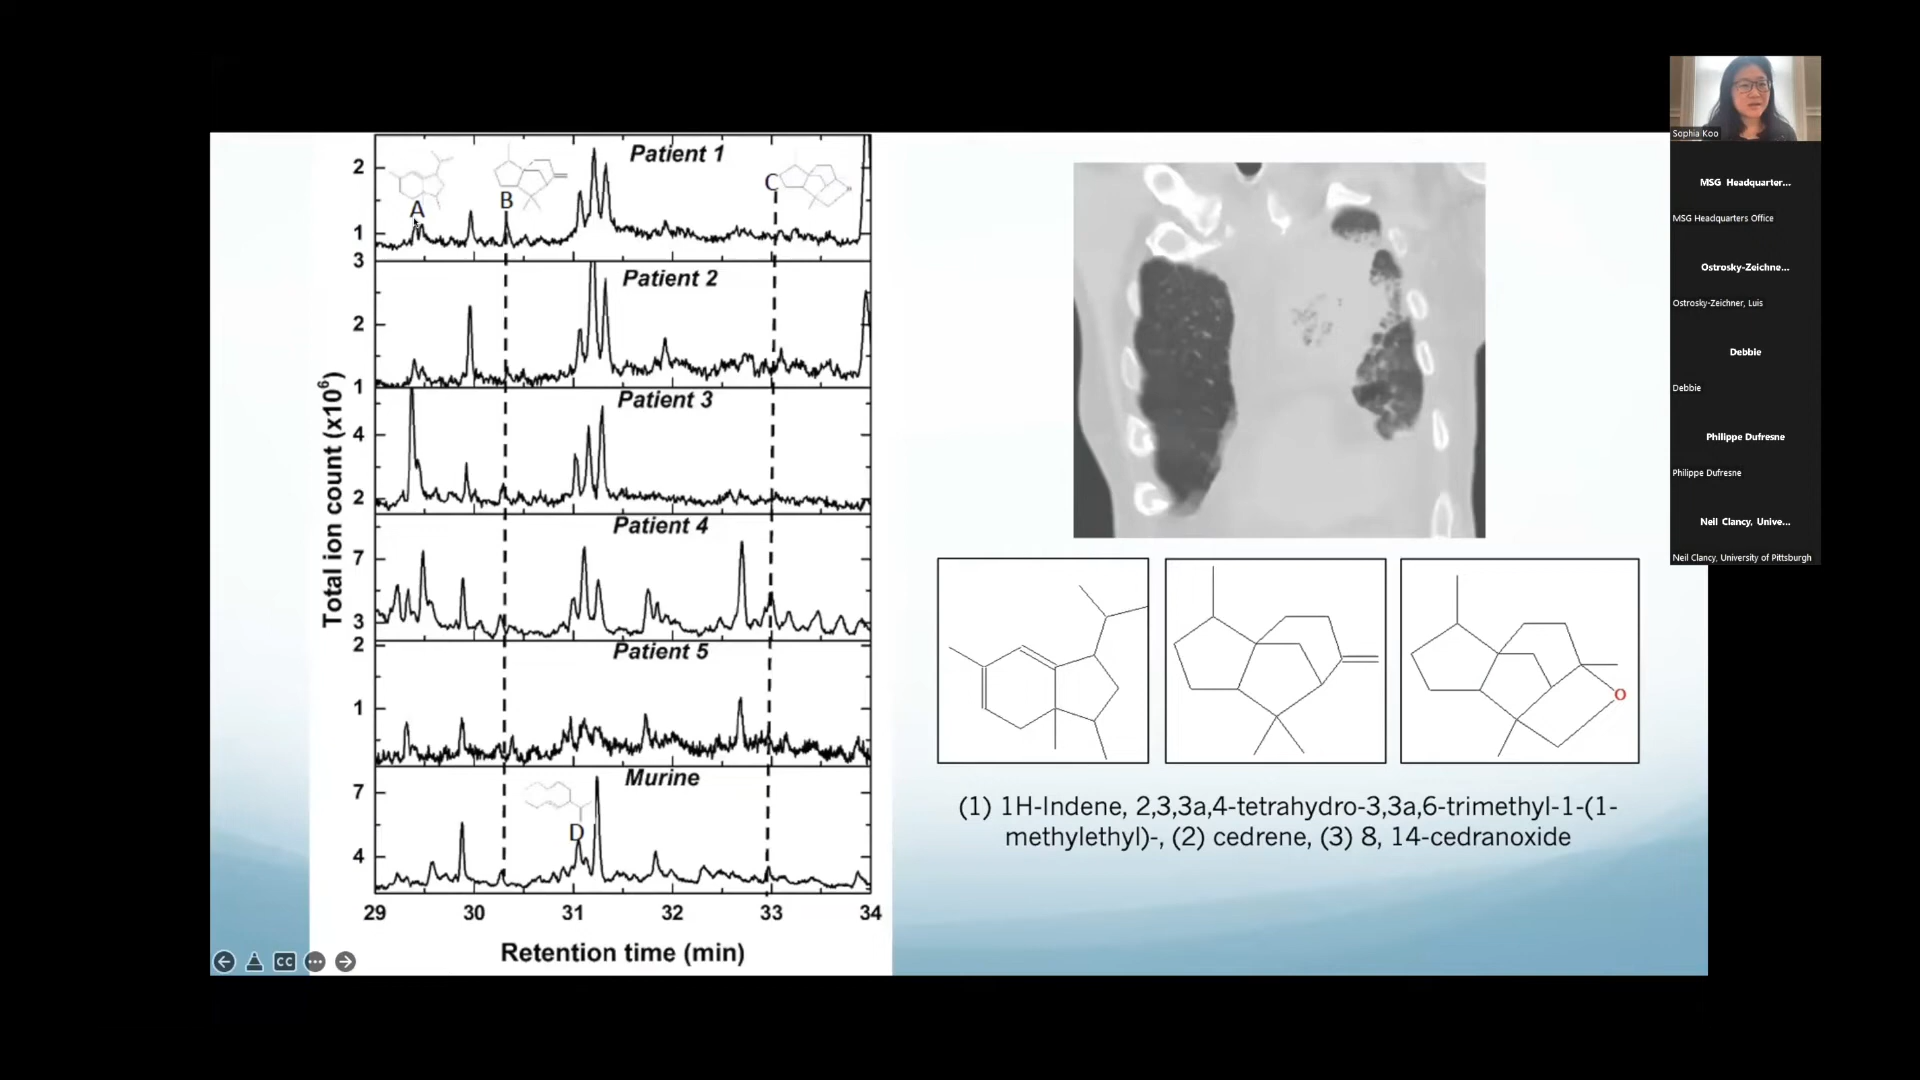 Patient 1
2
A
B
C
1
3
Patient 2
2
1
Patient 3
4
2
Patient 4
7
3
2
Patient 5
1
Murine
7
D
4
29 30 31 32 33 34
Total ion count (x10⁶)
Retention time (min)
O
(1) 1H-Indene, 2,3,3a,4-tetrahydro-3,3a,6-trimethyl-1-(1-
methylethyl)-, (2) cedrene, (3) 8, 14-cedranoxide
CC
Sophia Koo
MSG Headquarter...
MSG Headquarters Office
Ostrosky-Zeichne...
Ostrosky-Zeichner, Luis
Debbie
Debbie
Philippe Dufresne
Philippe Dufresne
Neil Clancy, Unive...
Neil Clancy, University of Pittsburgh